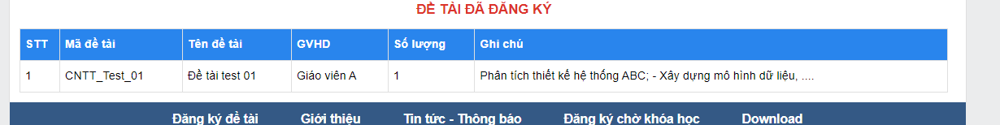 ĐỀ TÀI ĐÃ ĐĂNG KÝ
STT Mã đề tài Tên đề tài GVHD Số lượng Ghi chú
1 CNTT_Test_01 Đề tài test 01 Giáo viên A 1 Phân tích thiết kế hệ thống ABC; - Xây dựng mô hình dữ liệu, ....
Đăng ký đề tài Giới thiệu Tin tức - Thông báo Đăng ký chờ khóa học Download